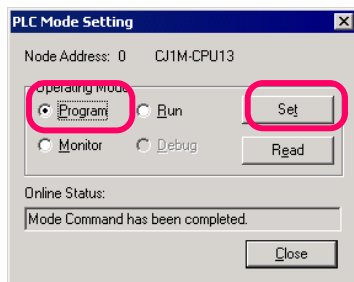 PLC Mode Setting
Node Address: 0 CJ1M-CPU13
Operating Mode
Program Run Set
Monitor Debug Read
Online Status:
Mode Command has been completed.
Close